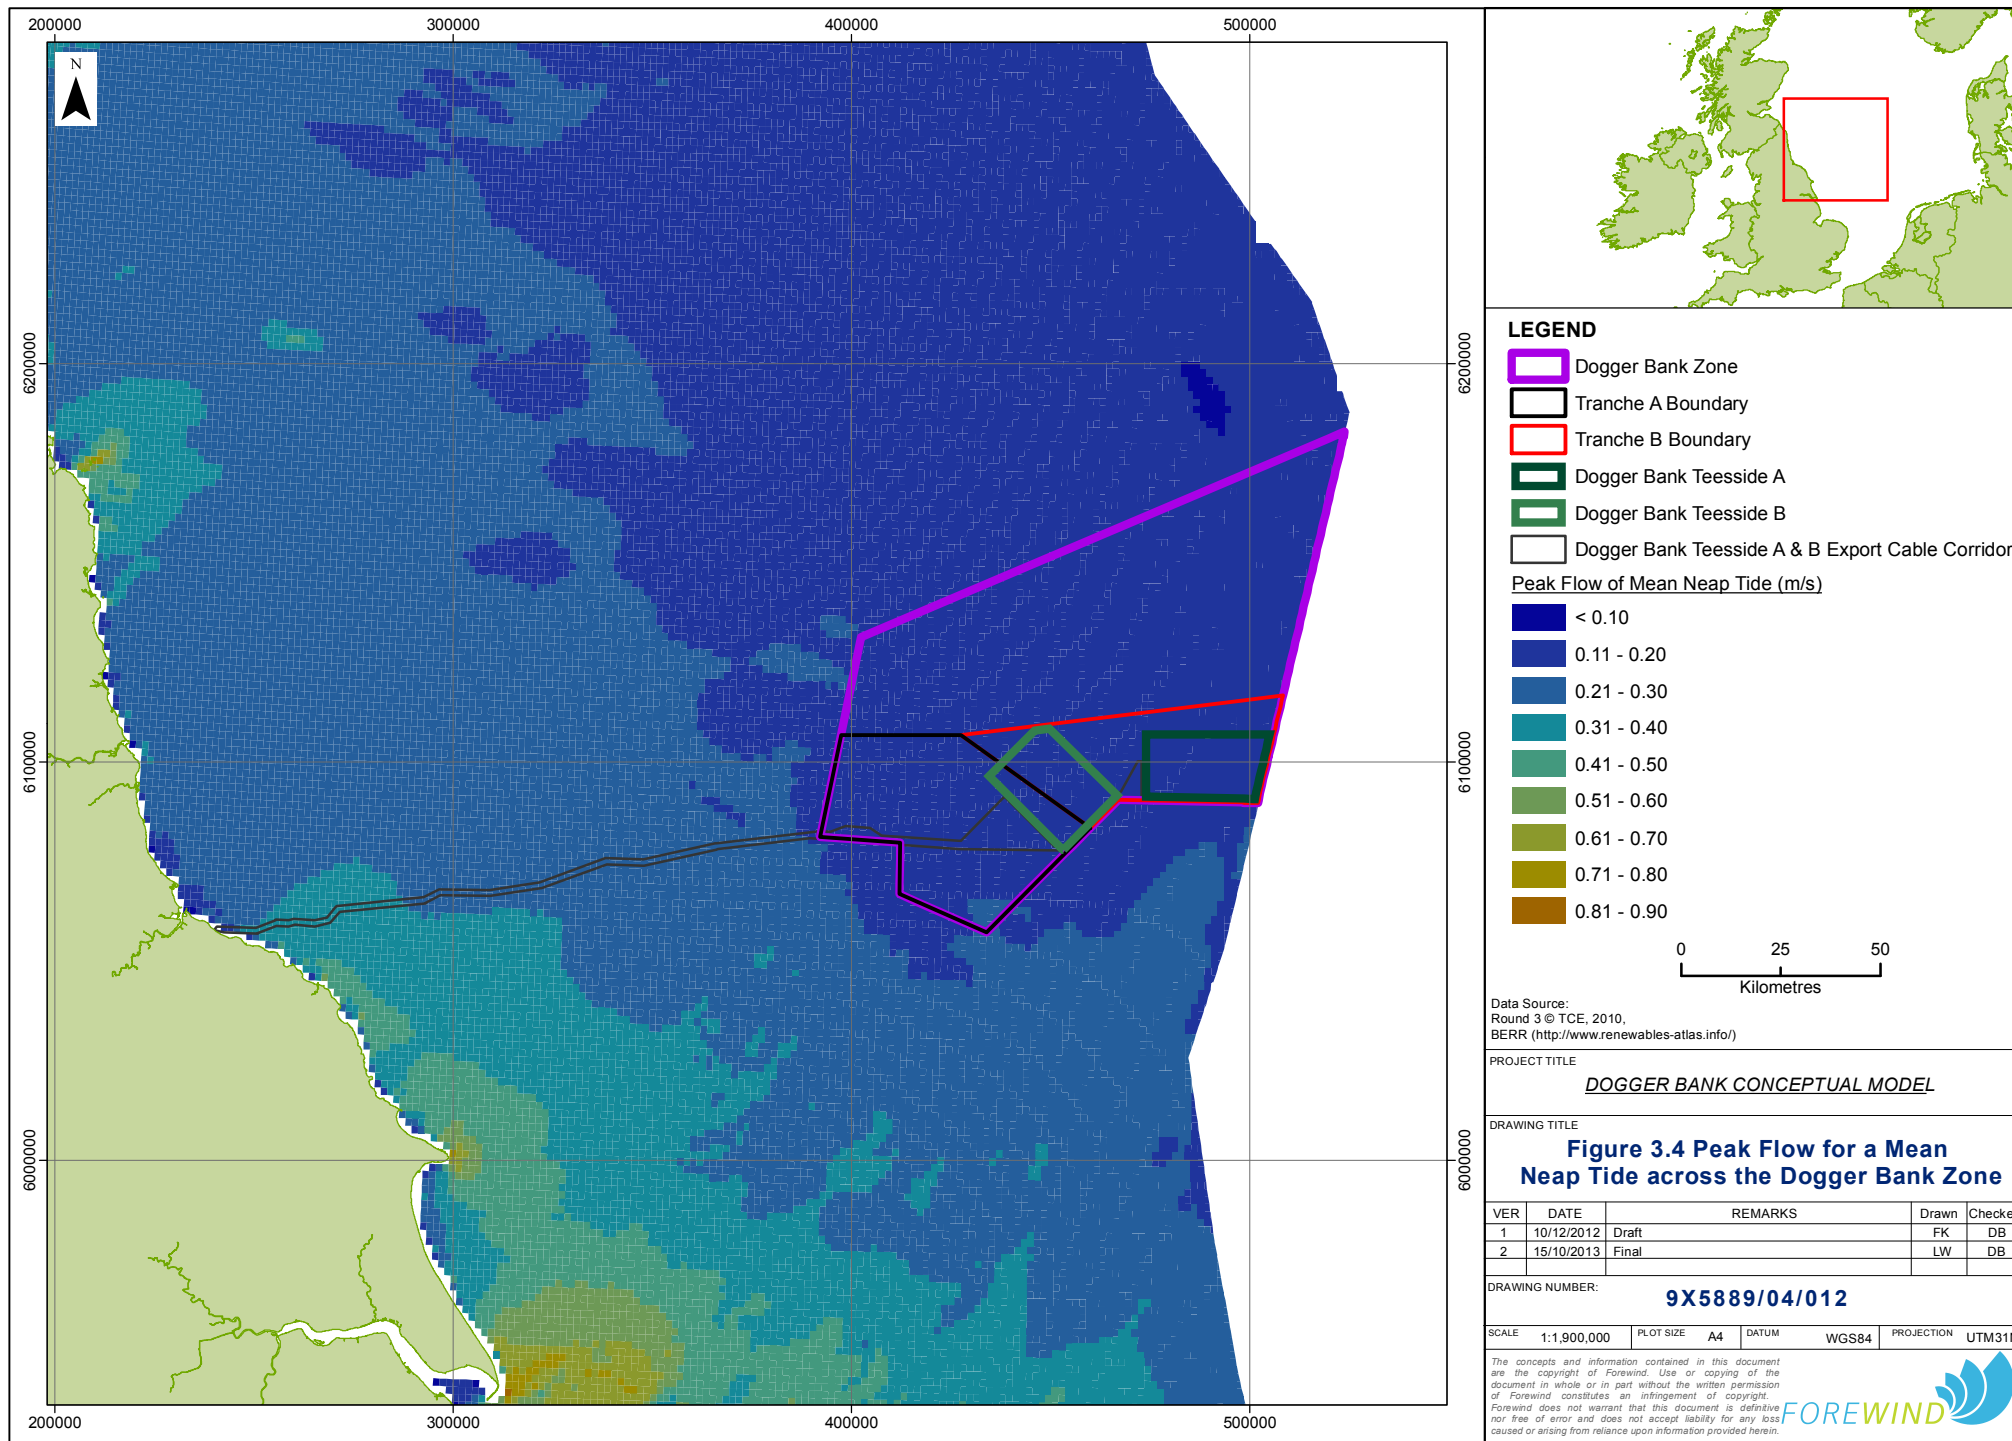 200000 300000 400000 500000
N
6200000
6100000
6000000
6200000
6100000
6000000
200000 300000 400000 500000
LEGEND
Dogger Bank Zone
Tranche A Boundary
Tranche B Boundary
Dogger Bank Teesside A
Dogger Bank Teesside B
Dogger Bank Teesside A & B Export Cable Corridor
Peak Flow of Mean Neap Tide (m/s)
< 0.10
0.11 - 0.20
0.21 - 0.30
0.31 - 0.40
0.41 - 0.50
0.51 - 0.60
0.61 - 0.70
0.71 - 0.80
0.81 - 0.90
0 25 50
Kilometres
Data Source:
Round 3 © TCE, 2010,
BERR (http://www.renewables-atlas.info/)
PROJECT TITLE
DOGGER BANK CONCEPTUAL MODEL
DRAWING TITLE
Figure 3.4 Peak Flow for a Mean
Neap Tide across the Dogger Bank Zone
VER DATE REMARKS Drawn Checke
1 10/12/2012 Draft FK DB
2 15/10/2013 Final LW DB
DRAWING NUMBER:
9X5889/04/012
SCALE 1:1,900,000 PLOT SIZE A4 DATUM WGS84 PROJECTION UTM31
The concepts and information contained in this document
are the copyright of Forewind. Use or copying of the
document in whole or in part without the written permission
of Forewind constitutes an infringement of copyright.
Forewind does not warrant that this document is definitive
nor free of error and does not accept liability for any loss
caused or arising from reliance upon information provided herein.
FOREWIND